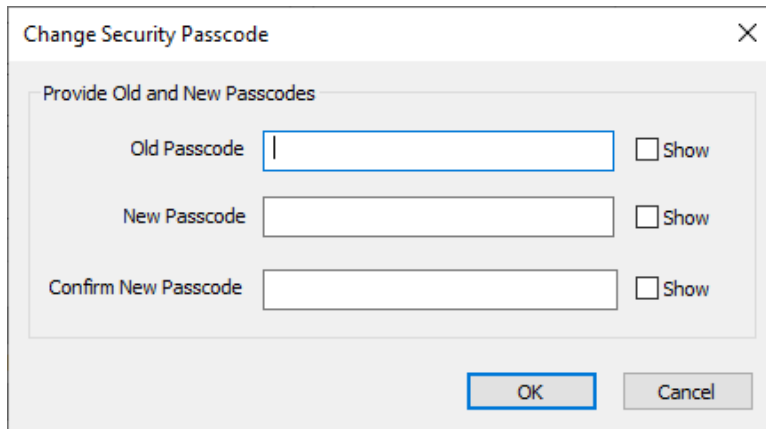 Change Security Passcode
Provide Old and New Passcodes
Old Passcode Show
New Passcode Show
Confirm New Passcode Show
OK Cancel